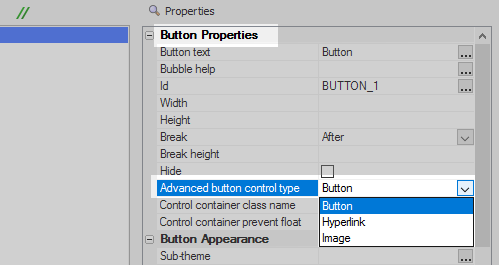 //
Properties
Button Properties
Button text Button ...
Bubble help ...
Id BUTTON_1 ...
Width
Height
Break After
Break height
Hide
Advanced button control type Button
Control container class name Button
Control container prevent float Hyperlink
Image
Button Appearance
Sub-theme ...